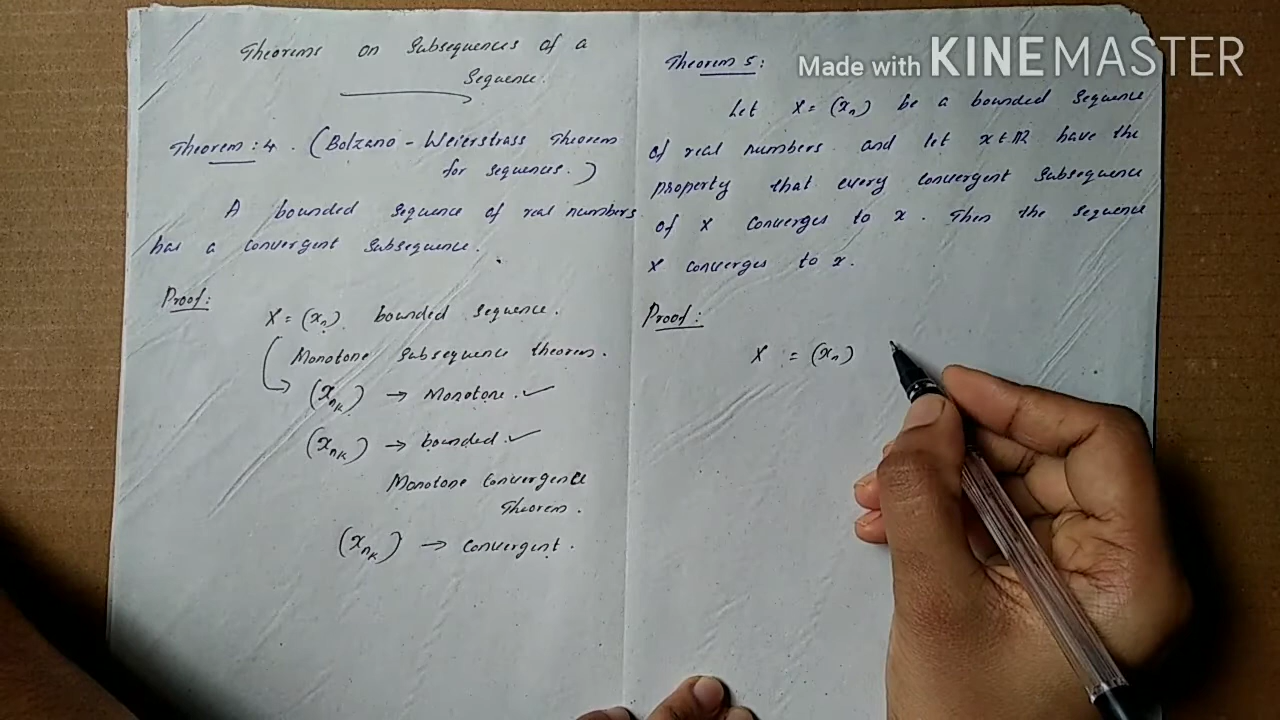 Theorems on Subsequences of a
Sequence.
Theorem : 4. (Bolzano - Weierstrass Theorem
for sequences.)
A bounded sequence of real numbers
has a convergent subsequence.
Proof:
X = (xₙ) bounded sequence.
Monotone subsequence theorem.
(xₙₖ) → Monotone. ✓
(xₙₖ) → bounded ✓
Monotone Convergence
Theorem.
(xₙₖ) → Convergent.
Theorem 5:
Let X = (xₙ) be a bounded sequence
of real numbers and let x ∈ ℝ have the
property that every convergent subsequence
of X converges to x. Then the sequence
X converges to x.
Proof:
X = (xₙ)
Made with KINEMASTER